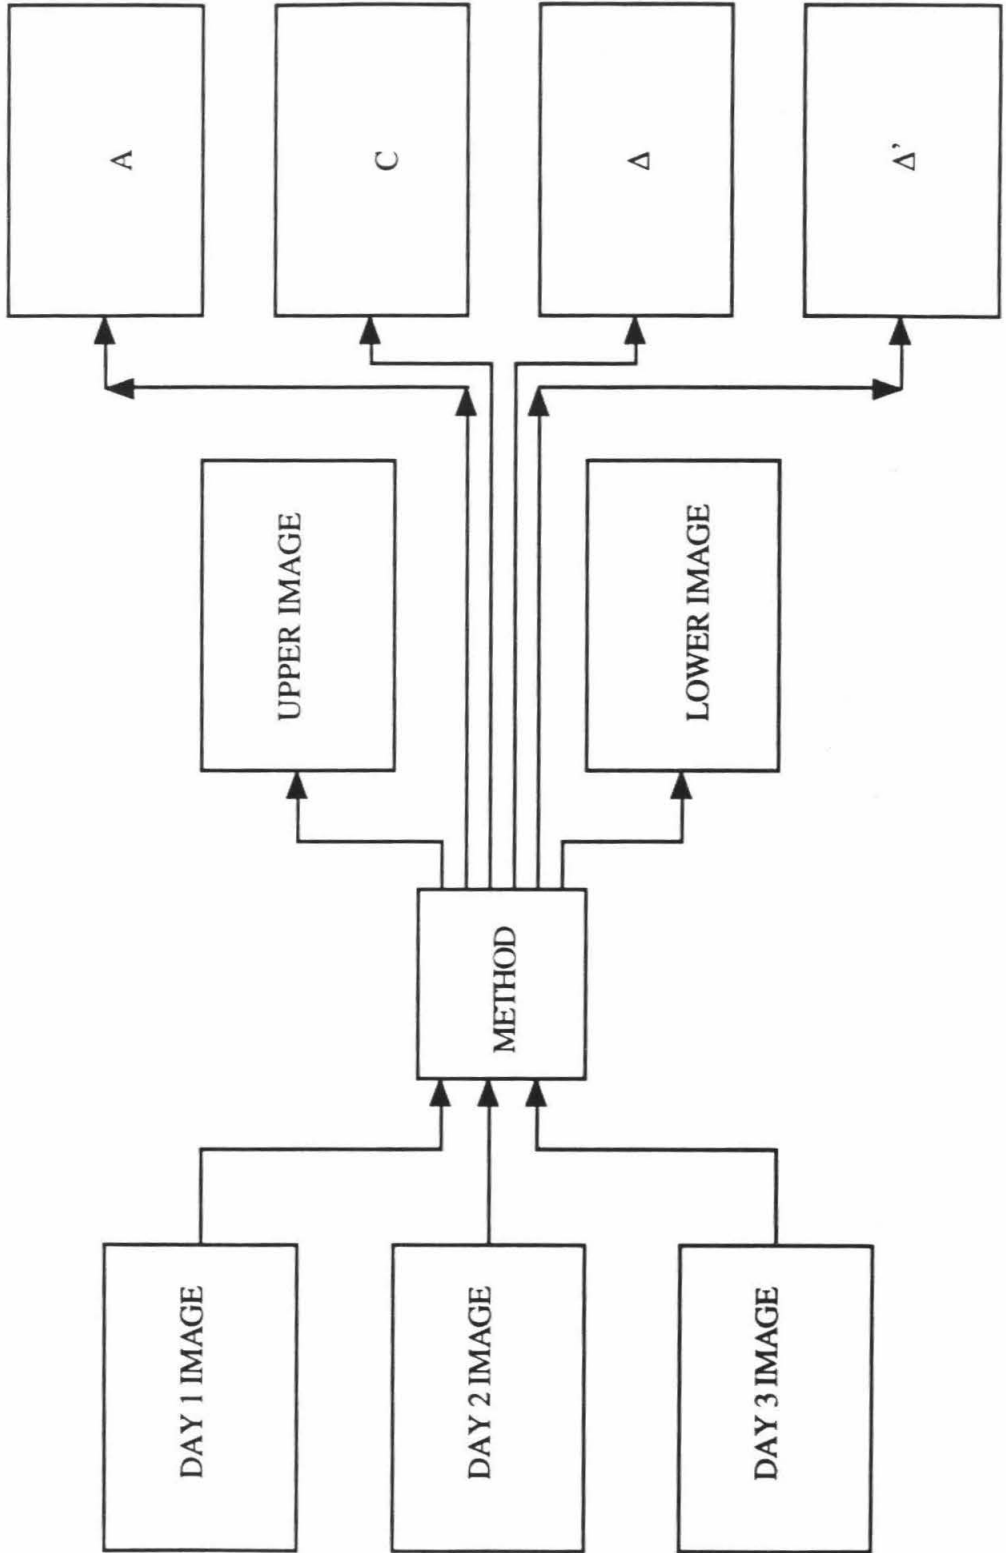 DAY 1 IMAGE
DAY 2 IMAGE
DAY 3 IMAGE
METHOD
UPPER IMAGE
LOWER IMAGE
A
C
Δ
Δ’